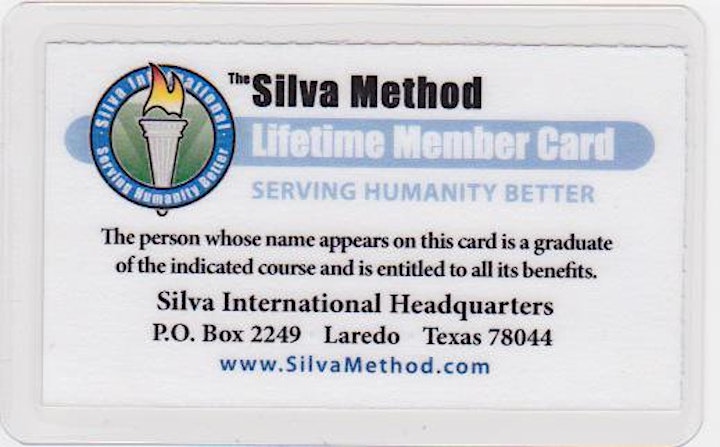 Silva International
Serving Humanity Better
The Silva Method
Lifetime Member Card
SERVING HUMANITY BETTER
The person whose name appears on this card is a graduate
of the indicated course and is entitled to all its benefits.
Silva International Headquarters
P.O. Box 2249 Laredo Texas 78044
www.SilvaMethod.com